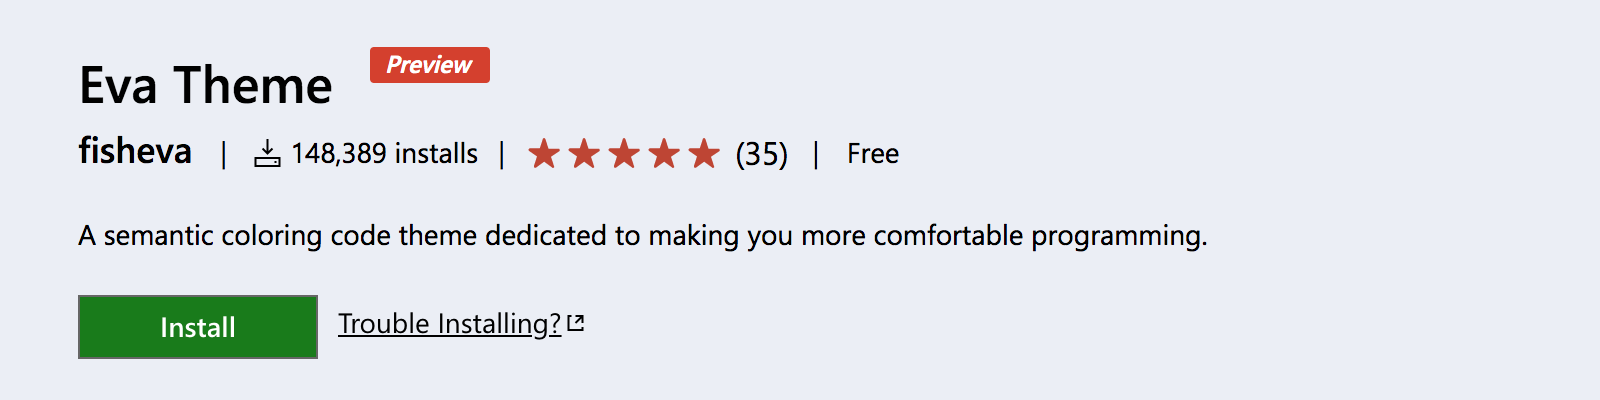 Eva Theme Preview
fisheva | 148,389 installs | (35) | Free
A semantic coloring code theme dedicated to making you more comfortable programming.
Install Trouble Installing?